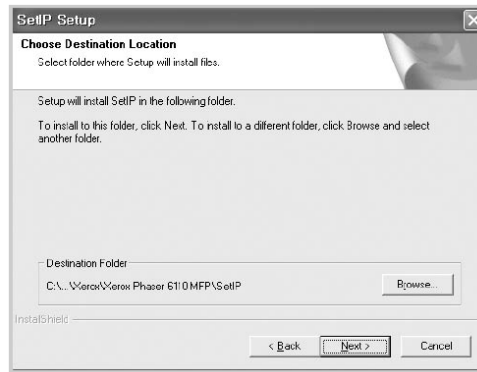 SetIP Setup
Choose Destination Location
Select folder where Setup will install files.
Setup will install SetIP in the following folder.
To install to this folder, click Next. To install to a different folder, click Browse and select
another folder.
Destination Folder
C:\...\Xerox\Xerox Phaser 6110 MFP\SetIP
Browse...
InstallShield
< Back
Next >
Cancel